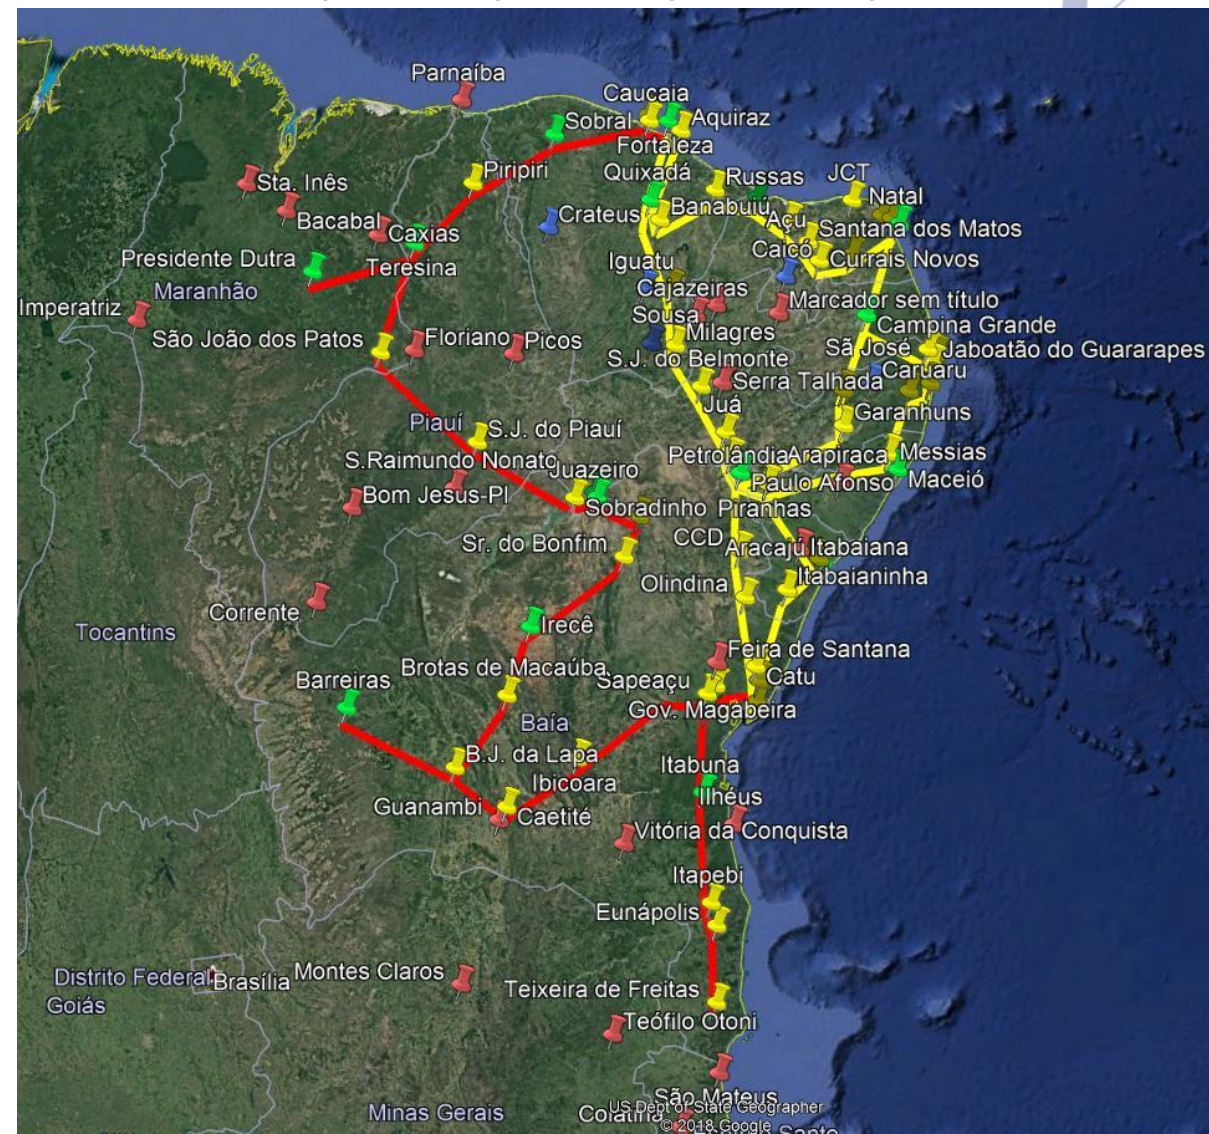 Parnaíba
Caucaia
Sobral
Aquiraz
Fortaleza
Piripiri
Quixadá
Russas
JCT
Sta. Inês
Natal
Bacabal
Crateus
Banabuiú
Açu
Caxias
Santana dos Matos
Presidente Dutra
Teresina
Iguatu
Caicó
Currais Novos
Maranhão
Cajazeiras
Marcador sem título
Imperatriz
Sousa
Campina Grande
São João dos Patos
Floriano
Picos
Milagres
Sã José
Jaboatão do Guararapes
S.J. do Belmonte
Serra Talhada
Caruaru
Juá
Garanhuns
Piauí
S.J. do Piauí
Petrolândia
Arapiraca
Messias
S.Raimundo Nonato
Juazeiro
Paulo Afonso
Maceió
Bom Jesus-PI
Sobradinho
Piranhas
Sr. do Bonfim
CCD
Aracajú
Itabaiana
Olindina
Itabaianinha
Corrente
Irecê
Tocantins
Feira de Santana
Brotas de Macaúba
Barreiras
Sapeaçu
Catu
Gov. Magabeira
Baía
B.J. da Lapa
Itabuna
Ibicoara
Guanambi
Caetité
Ilhéus
Vitória da Conquista
Itapebi
Eunápolis
Distrito Federal
Brasília
Montes Claros
Teixeira de Freitas
Goiás
Teófilo Otoni
São Mateus
Minas Gerais
Colatina
US Dept of State Geographer
© 2018 Google
Santo